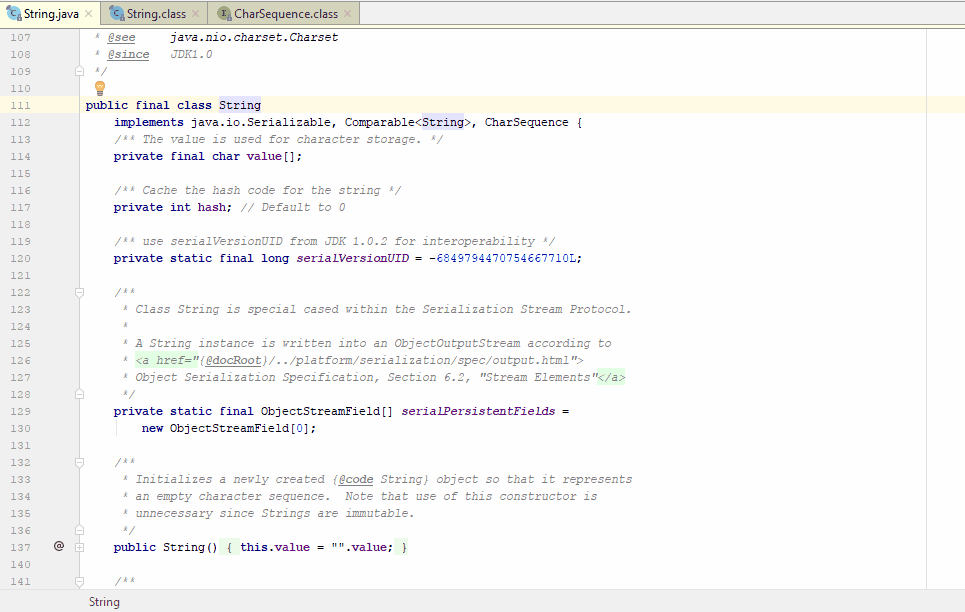 String.java String.class CharSequence.class
107 * @see java.nio.charset.Charset
108 * @since JDK1.0
109 */
110
111 public final class String
112 implements java.io.Serializable, Comparable<String>, CharSequence {
113 /** The value is used for character storage. */
114 private final char value[];
115
116 /** Cache the hash code for the string */
117 private int hash; // Default to 0
118
119 /** use serialVersionUID from JDK 1.0.2 for interoperability */
120 private static final long serialVersionUID = -6849794470754667710L;
121
122 /**
123 * Class String is special cased within the Serialization Stream Protocol.
124 *
125 * A String instance is written into an ObjectOutputStream according to
126 * <a href="{@docRoot}/../platform/serialization/spec/output.html">
127 * Object Serialization Specification, Section 6.2, "Stream Elements"</a>
128 */
129 private static final ObjectStreamField[] serialPersistentFields =
130 new ObjectStreamField[0];
131
132 /**
133 * Initializes a newly created {@code String} object so that it represents
134 * an empty character sequence.  Note that use of this constructor is
135 * unnecessary since Strings are immutable.
136 */
137 @ public String() { this.value = "".value; }
140
141 /**
String